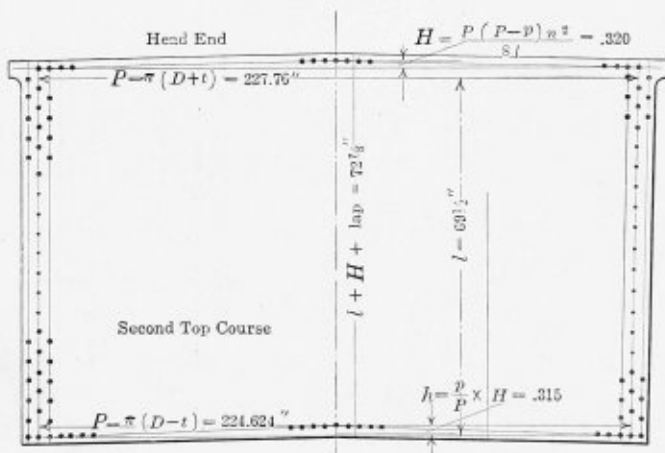 Head End
H = P (P−p) n² / 8 l = .320
P = π (D+t) = 227.76"
l + H + lap = 72⅞"
l = 69½"
Second Top Course
h = p/P × H = .315
P = π (D−t) = 224.624"